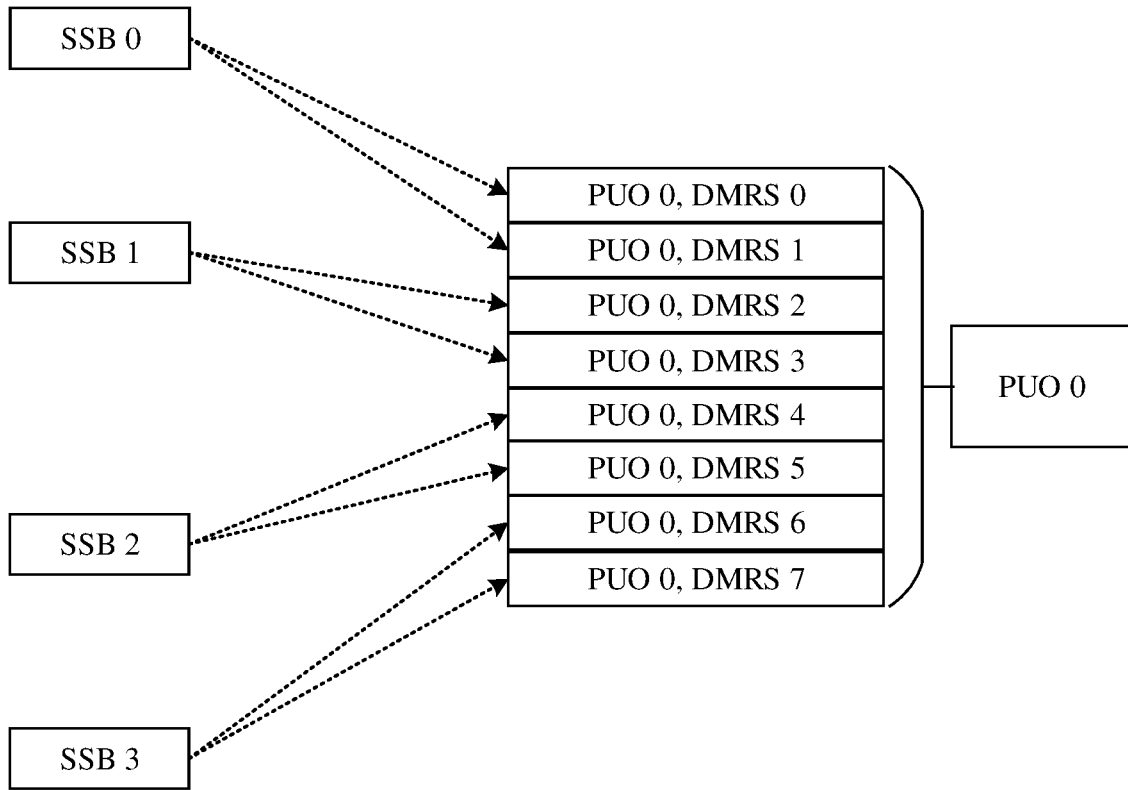 SSB 0
SSB 1
SSB 2
SSB 3
PUO 0, DMRS 0
PUO 0, DMRS 1
PUO 0, DMRS 2
PUO 0, DMRS 3
PUO 0, DMRS 4
PUO 0, DMRS 5
PUO 0, DMRS 6
PUO 0, DMRS 7
PUO 0